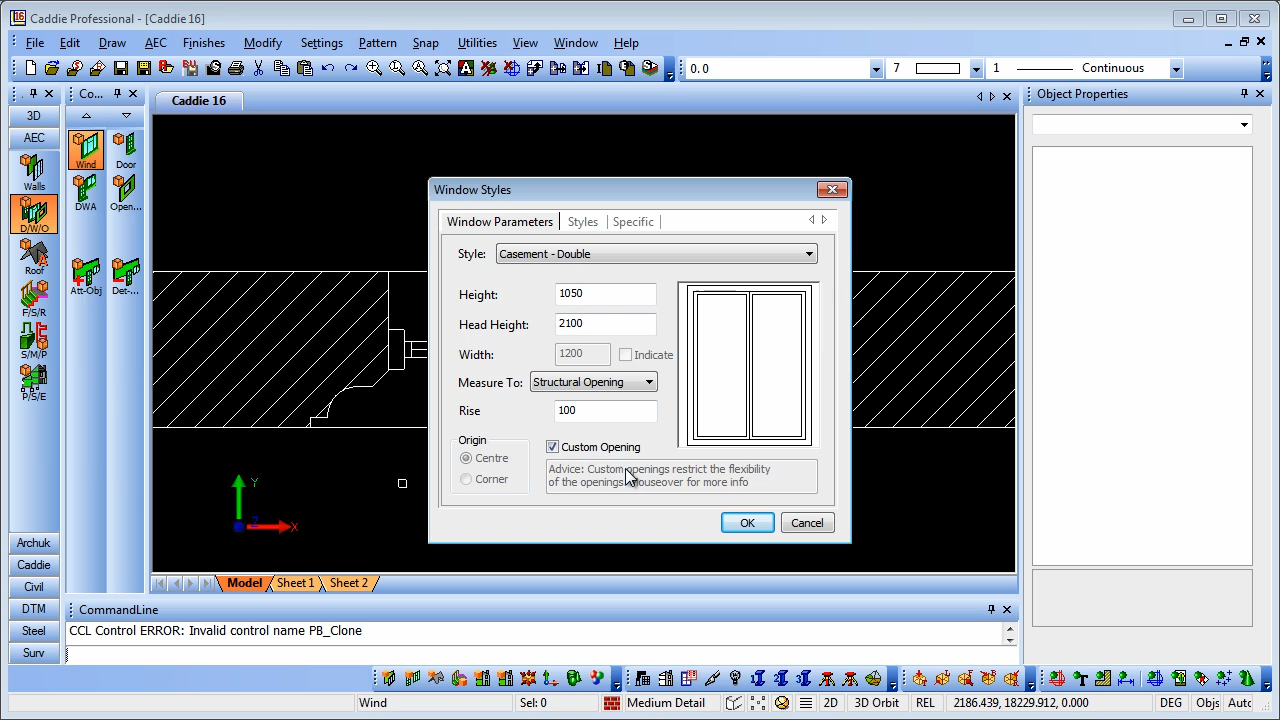 Caddie Professional - [Caddie 16]
File Edit Draw AEC Finishes Modify Settings Pattern Snap Utilities View Window Help
0. 0 7 1 Continuous
Co...
Caddie 16
Object Properties
3D
AEC
Walls
D/W/O
Roof
F/S/R
S/M/P
P/S/E
Wind Door
DWA Open...
Att-Obj Det-...
Window Styles
Window Parameters Styles Specific
Style: Casement - Double
Height: 1050
Head Height: 2100
Width: 1200 Indicate
Measure To: Structural Opening
Rise 100
Origin
Centre
Corner
Custom Opening
Advice: Custom openings restrict the flexibility
of the openings
ouseover for more info
OK Cancel
Y
Z
X
Archuk
Caddie
Civil
DTM
Steel
Surv
Model Sheet 1 Sheet 2
CommandLine
CCL Control ERROR: Invalid control name PB_Clone
Wind Sel: 0 Medium Detail 2D 3D Orbit REL 2186.439, 18229.812, 0.000 DEG Objs Auto